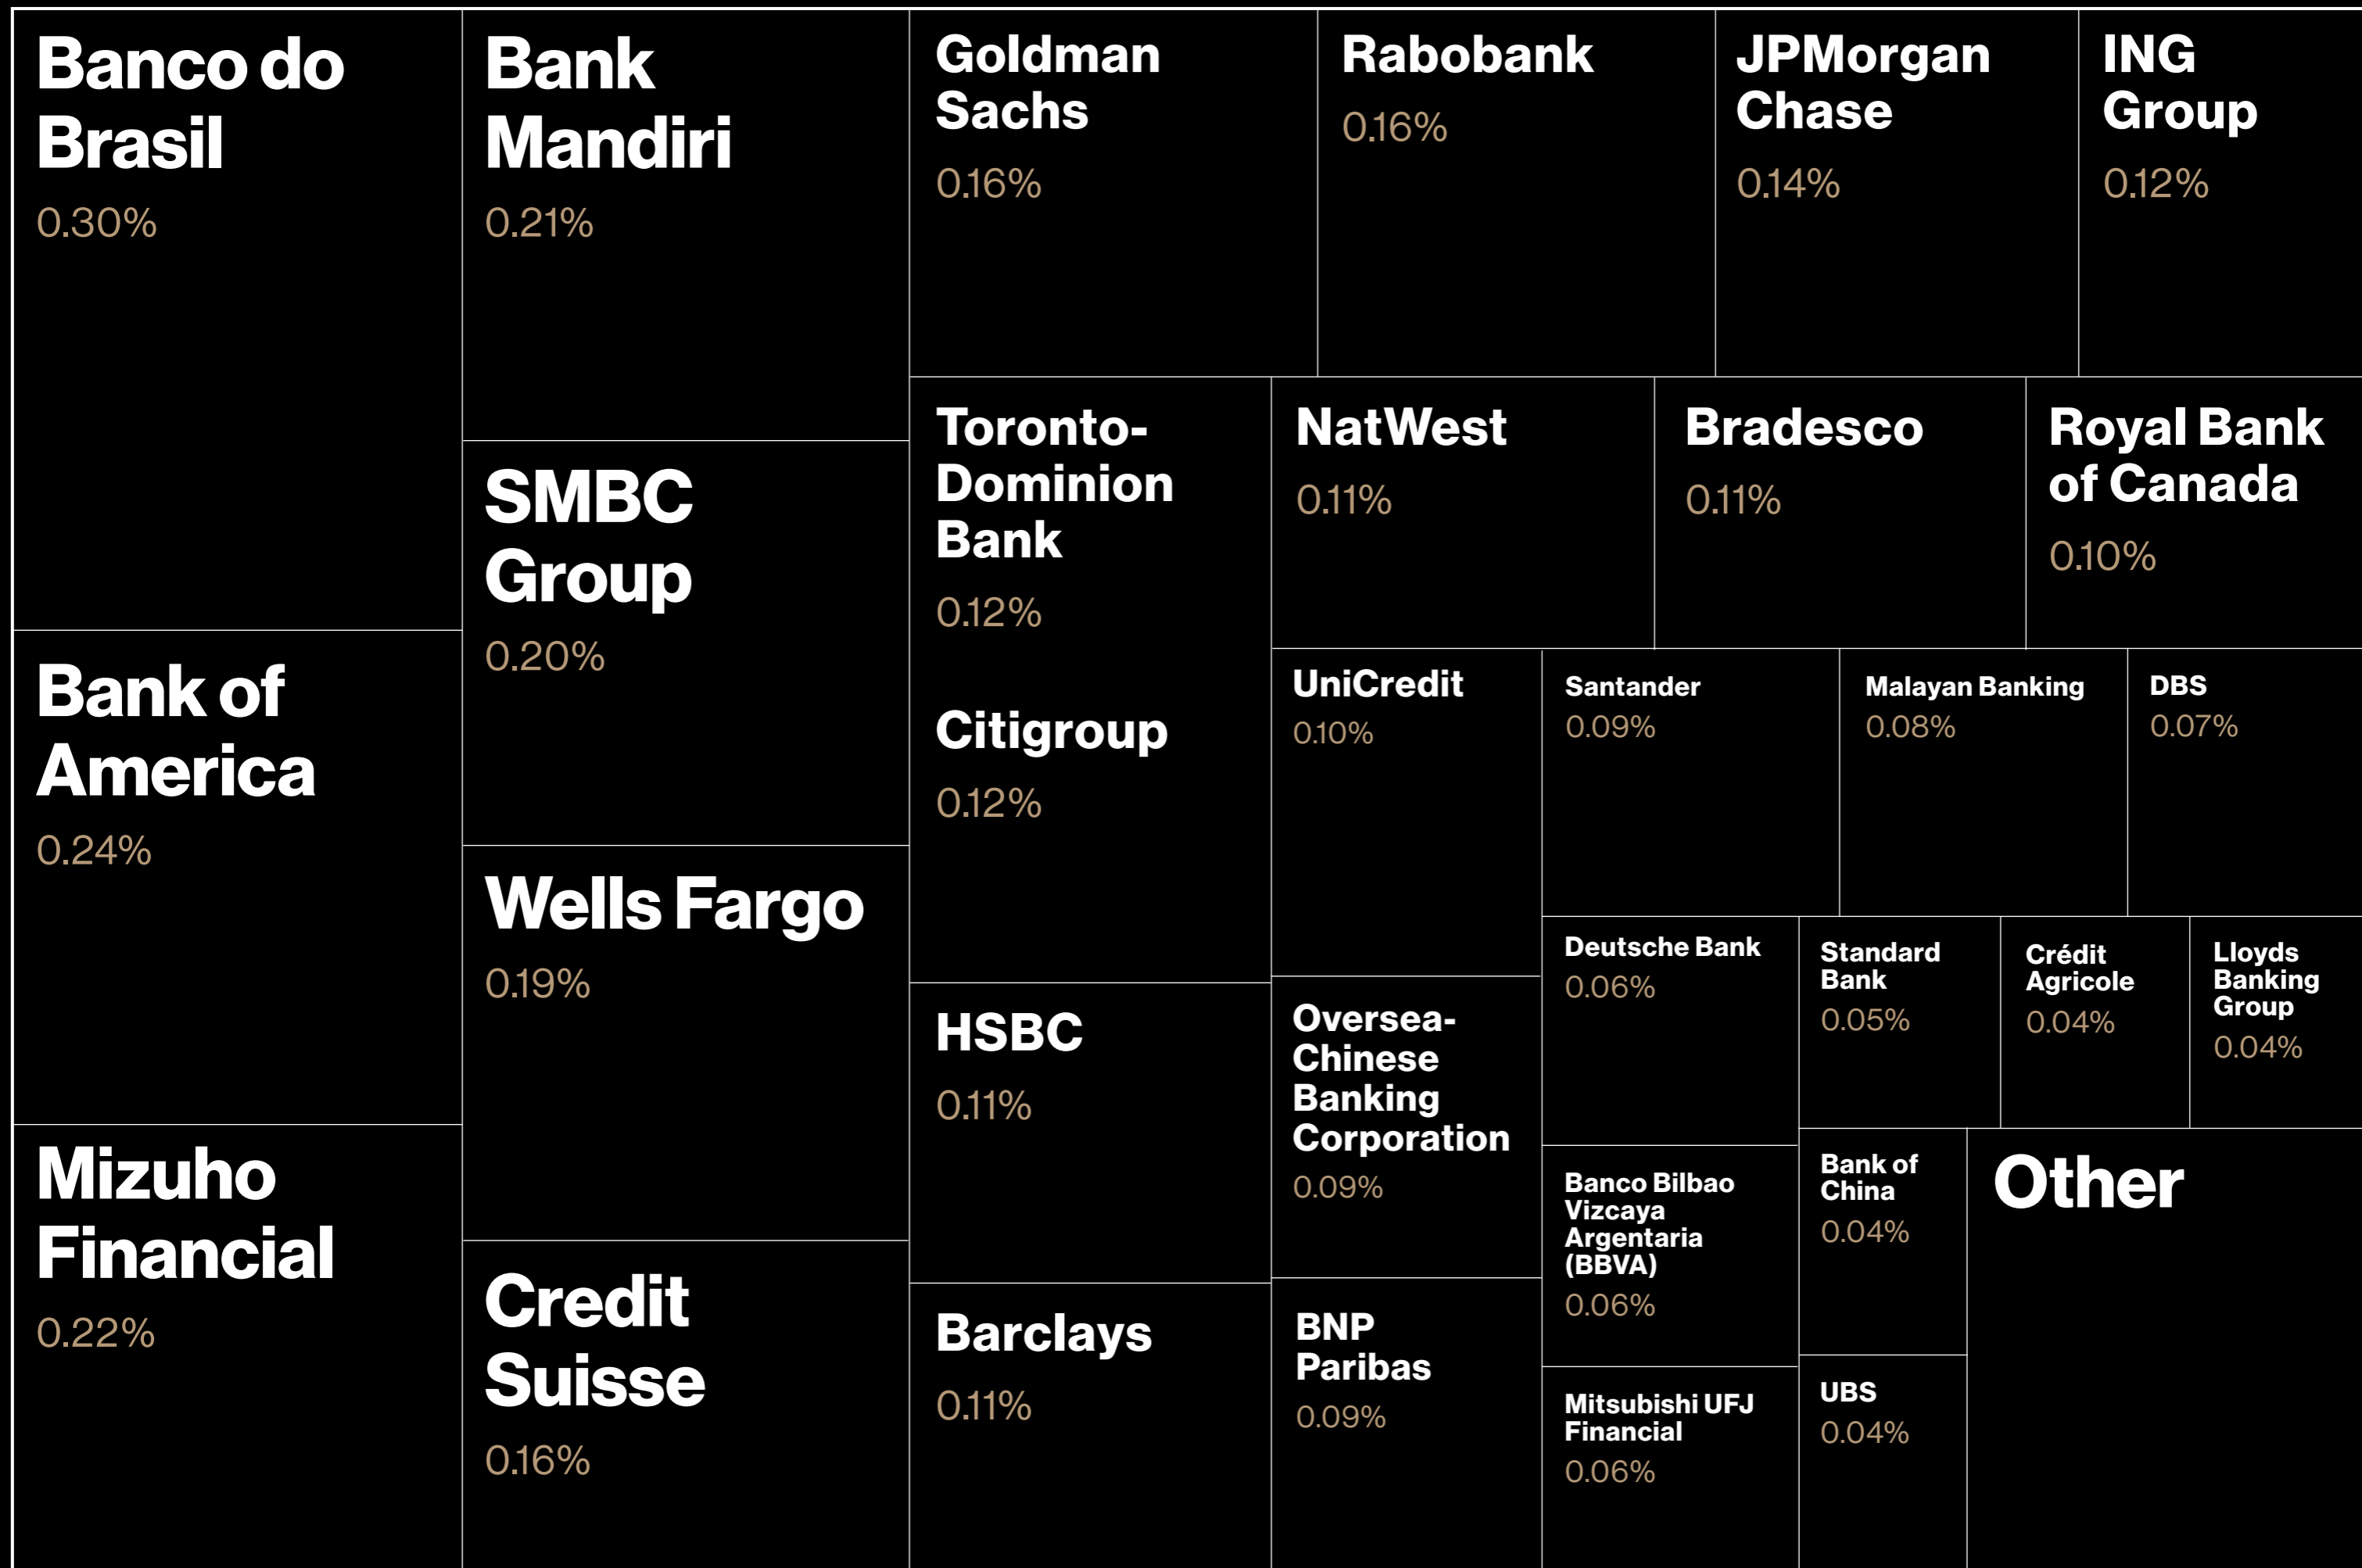 Banco do
Brasil
0.30%
Bank of
America
0.24%
Mizuho
Financial
0.22%
Bank
Mandiri
0.21%
SMBC
Group
0.20%
Wells Fargo
0.19%
Credit
Suisse
0.16%
Goldman
Sachs
0.16%
Rabobank
0.16%
JPMorgan
Chase
0.14%
ING
Group
0.12%
Toronto-
Dominion
Bank
0.12%
Citigroup
0.12%
HSBC
0.11%
Barclays
0.11%
NatWest
0.11%
Bradesco
0.11%
Royal Bank
of Canada
0.10%
UniCredit
0.10%
Oversea-
Chinese
Banking
Corporation
0.09%
BNP
Paribas
0.09%
Santander
0.09%
Malayan Banking
0.08%
DBS
0.07%
Deutsche Bank
0.06%
Banco Bilbao
Vizcaya
Argentaria
(BBVA)
0.06%
Mitsubishi UFJ
Financial
0.06%
Standard
Bank
0.05%
Crédit
Agricole
0.04%
Lloyds
Banking
Group
0.04%
Bank of
China
0.04%
UBS
0.04%
Other